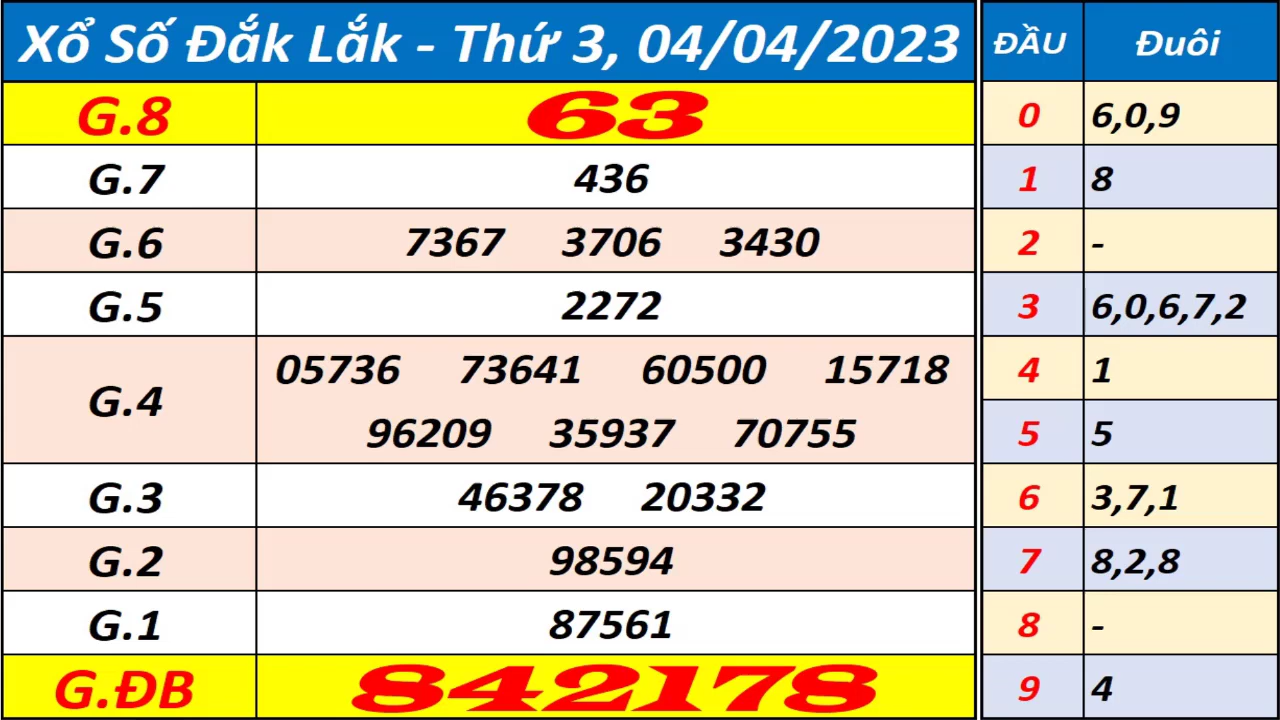 Xổ Số Đắk Lắk - Thứ 3, 04/04/2023
G.8 63
G.7 436
G.6 7367 3706 3430
G.5 2272
G.4 05736 73641 60500 15718
96209 35937 70755
G.3 46378 20332
G.2 98594
G.1 87561
G.ĐB 842178
ĐẦU Đuôi
0 6,0,9
1 8
2 -
3 6,0,6,7,2
4 1
5 5
6 3,7,1
7 8,2,8
8 -
9 4